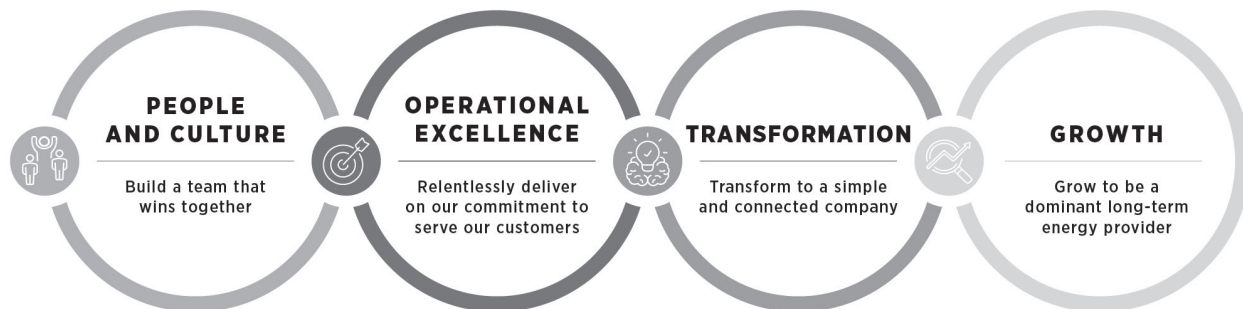 PEOPLE
AND CULTURE
Build a team that
wins together
OPERATIONAL
EXCELLENCE
Relentlessly deliver
on our commitment to
serve our customers
TRANSFORMATION
Transform to a simple
and connected company
GROWTH
Grow to be a
dominant long-term
energy provider